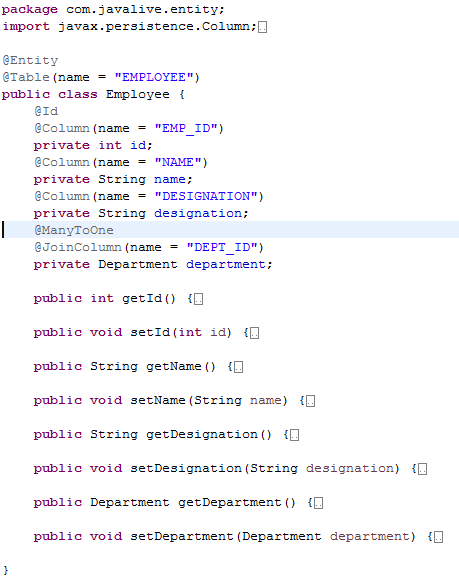 package com.javalive.entity;
import javax.persistence.Column;
@Entity
@Table(name = "EMPLOYEE")
public class Employee {
@Id
@Column(name = "EMP_ID")
private int id;
@Column(name = "NAME")
private String name;
@Column(name = "DESIGNATION")
private String designation;
@ManyToOne
@JoinColumn(name = "DEPT_ID")
private Department department;
public int getId() {
public void setId(int id) {
public String getName() {
public void setName(String name) {
public String getDesignation() {
public void setDesignation(String designation) {
public Department getDepartment() {
public void setDepartment(Department department) {
}